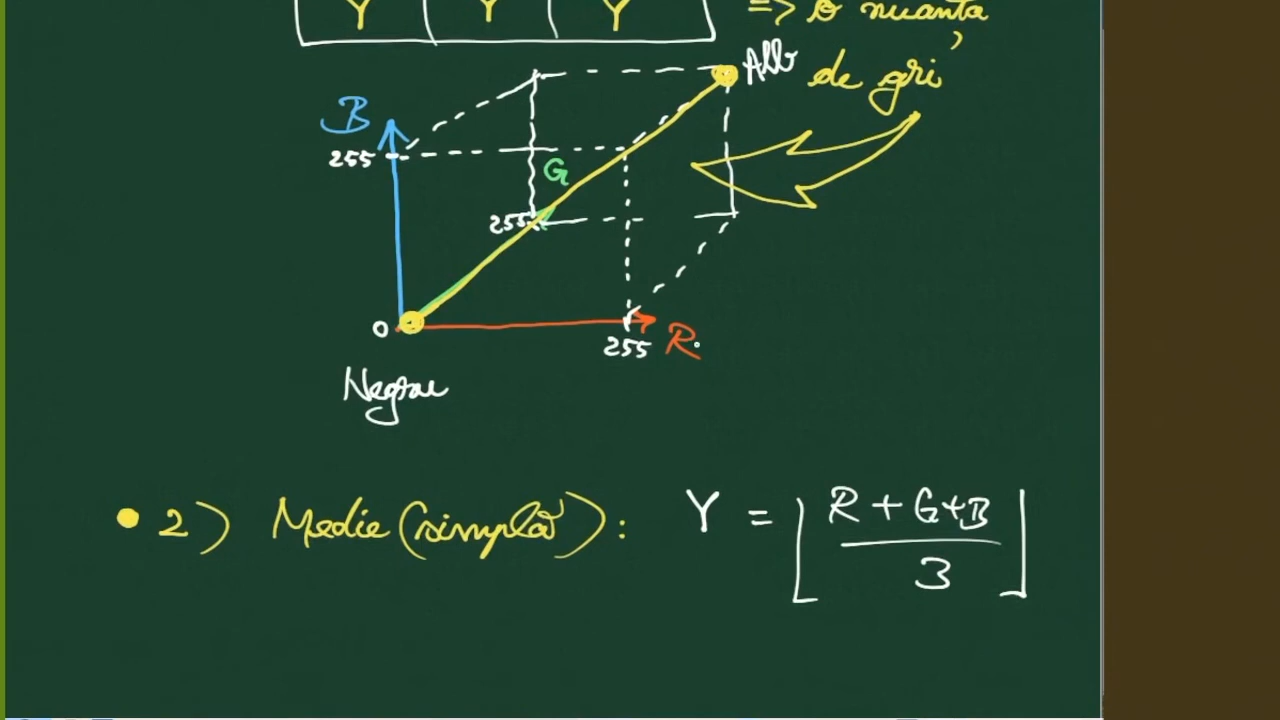 Y Y Y => O nuanță
Alb de gri
B
255
G
255
0
255 R.
Negru
• 2) Medie (simplă): Y = ⌊(R + G + B) / 3⌋